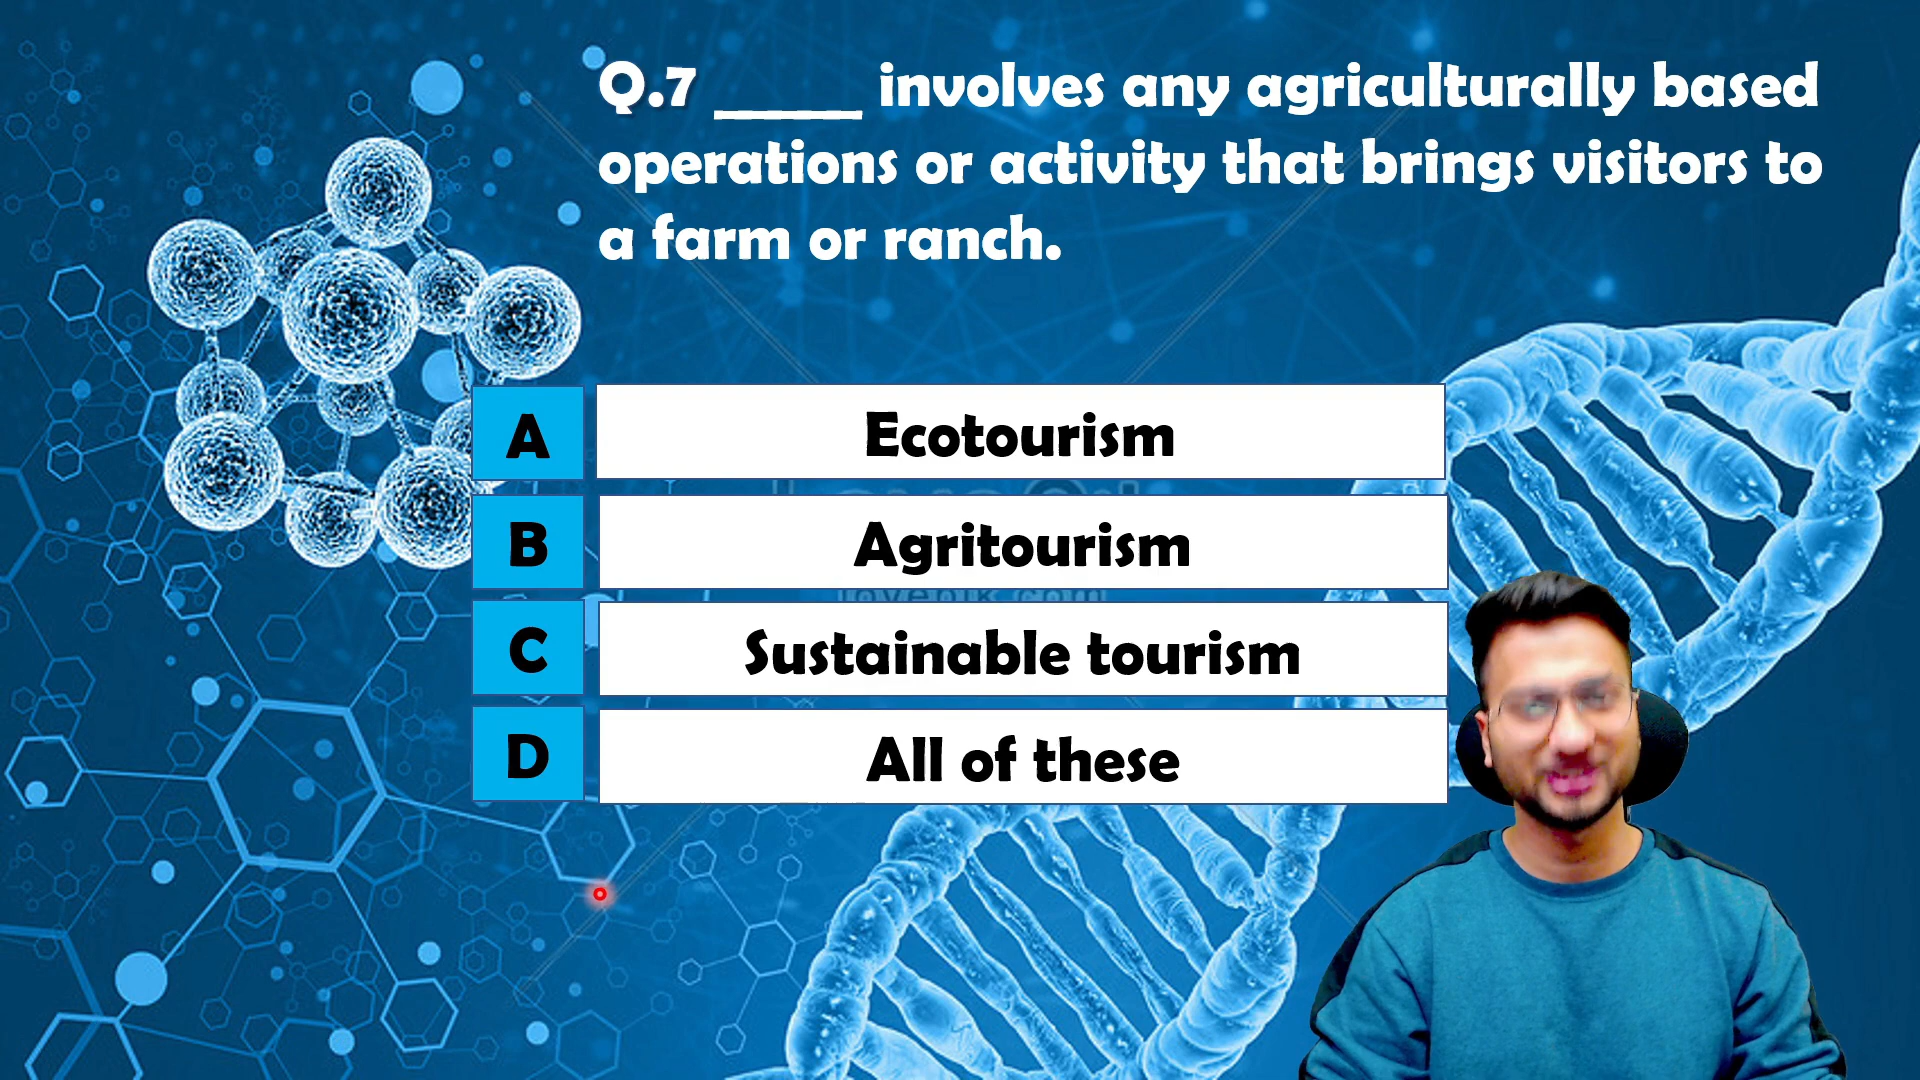 Q.7 _____ involves any agriculturally based
operations or activity that brings visitors to
a farm or ranch.
A Ecotourism
B Agritourism
C Sustainable tourism
D All of these